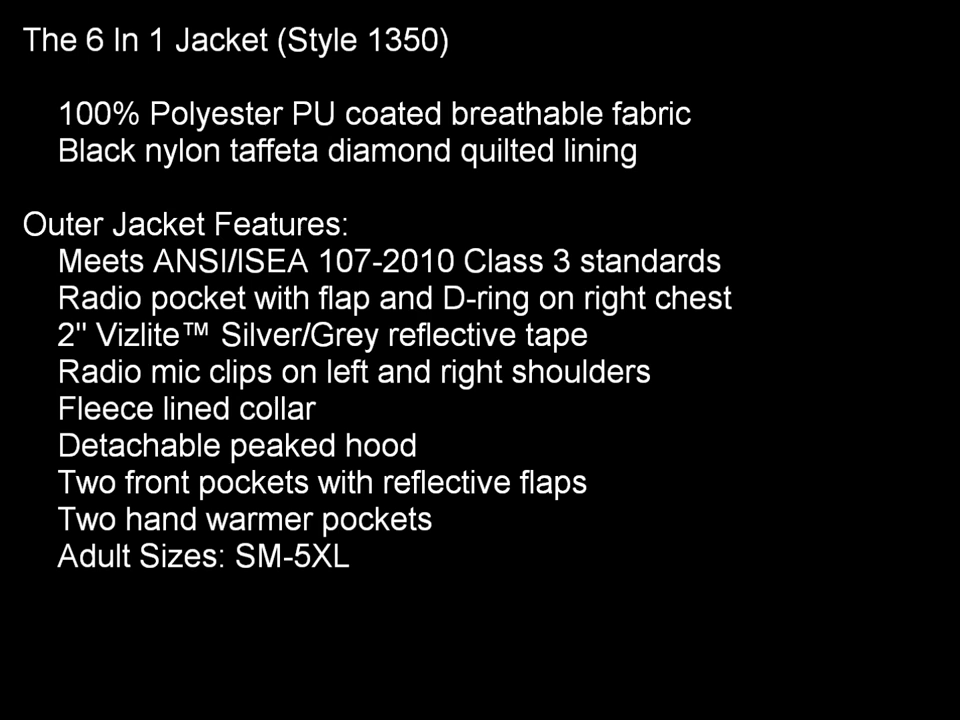 The 6 In 1 Jacket (Style 1350)
100% Polyester PU coated breathable fabric
Black nylon taffeta diamond quilted lining
Outer Jacket Features:
Meets ANSI/ISEA 107-2010 Class 3 standards
Radio pocket with flap and D-ring on right chest
2" Vizlite™ Silver/Grey reflective tape
Radio mic clips on left and right shoulders
Fleece lined collar
Detachable peaked hood
Two front pockets with reflective flaps
Two hand warmer pockets
Adult Sizes: SM-5XL